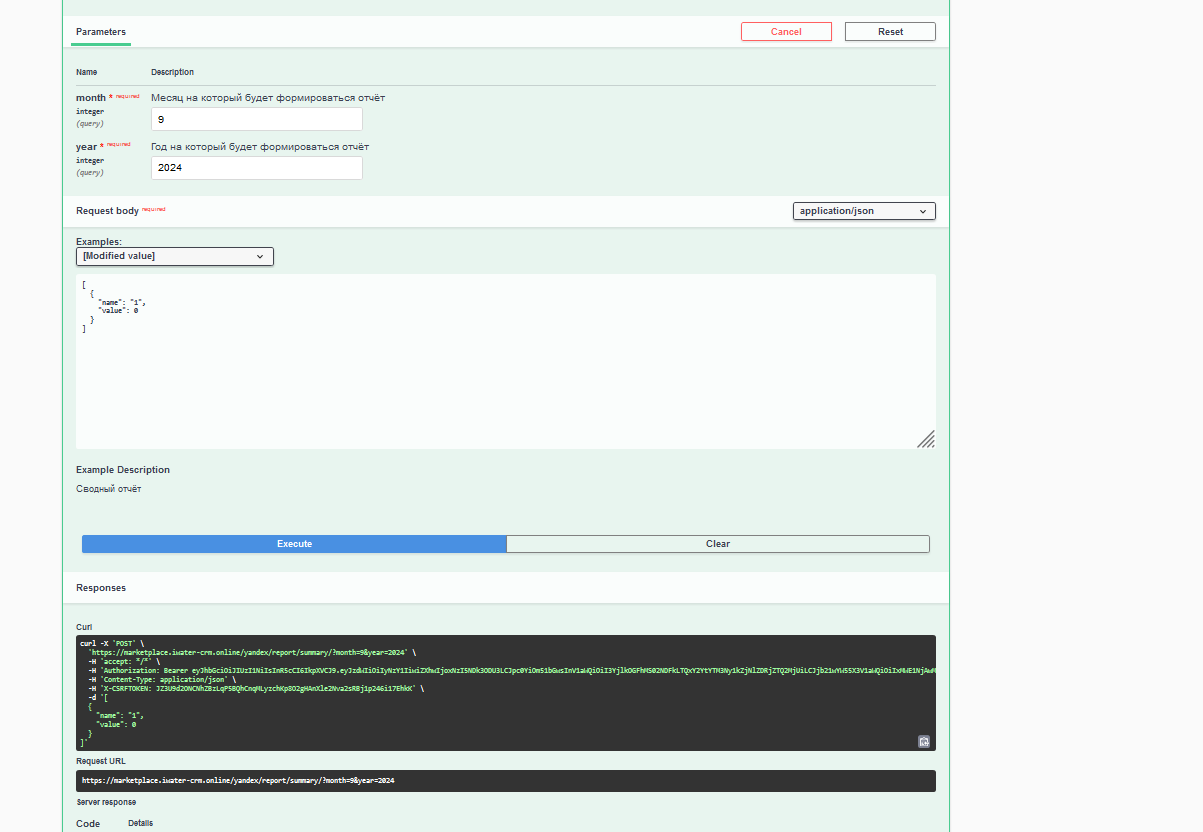 Parameters
Cancel
Reset
Name Description
month * required Месяц на который будет формироваться отчёт
integer
(query)
9
year * required Год на который будет формироваться отчёт
integer
(query)
2024
Request body required
application/json
Examples:
[Modified value]
[
{
"name": "1",
"value": 0
}
]
Example Description
Сводный отчёт
Execute
Clear
Responses
Curl
curl -X 'POST' \
'https://marketplace.iwater-crm.online/yandex/report/summary/?month=9&year=2024' \
-H 'accept: */*' \
-H 'Authorization: Bearer
-H 'Content-Type: application/json' \
-H 'X-CSRFTOKEN:
-d '[
{
"name": "1",
"value": 0
}
]'
Request URL
https://marketplace.iwater-crm.online/yandex/report/summary/?month=9&year=2024
Server response
Code Details